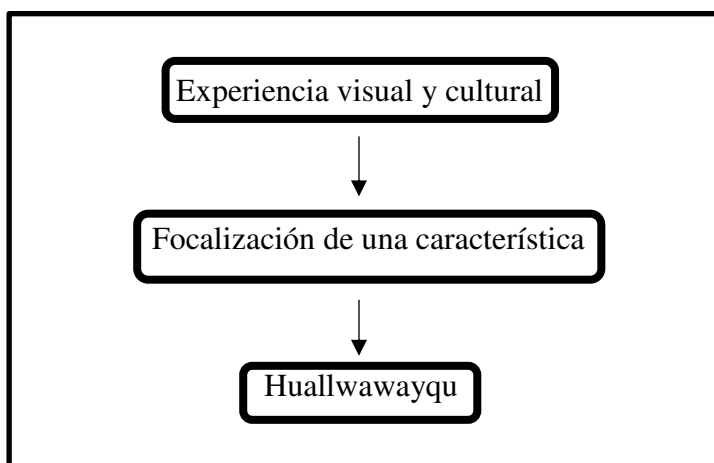 Experiencia visual y cultural
Focalización de una característica
Huallwawayqu